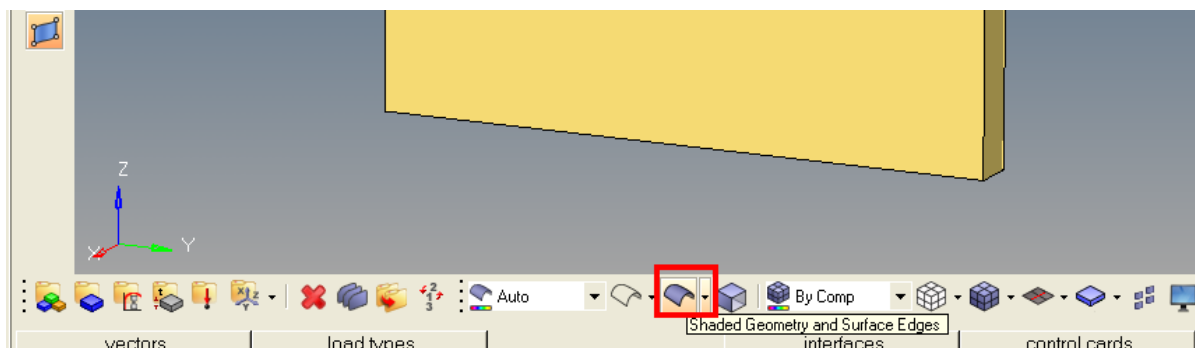 Z
X
Y
Auto
By Comp
Shaded Geometry and Surface Edges
vectors
load types
interfaces
control cards